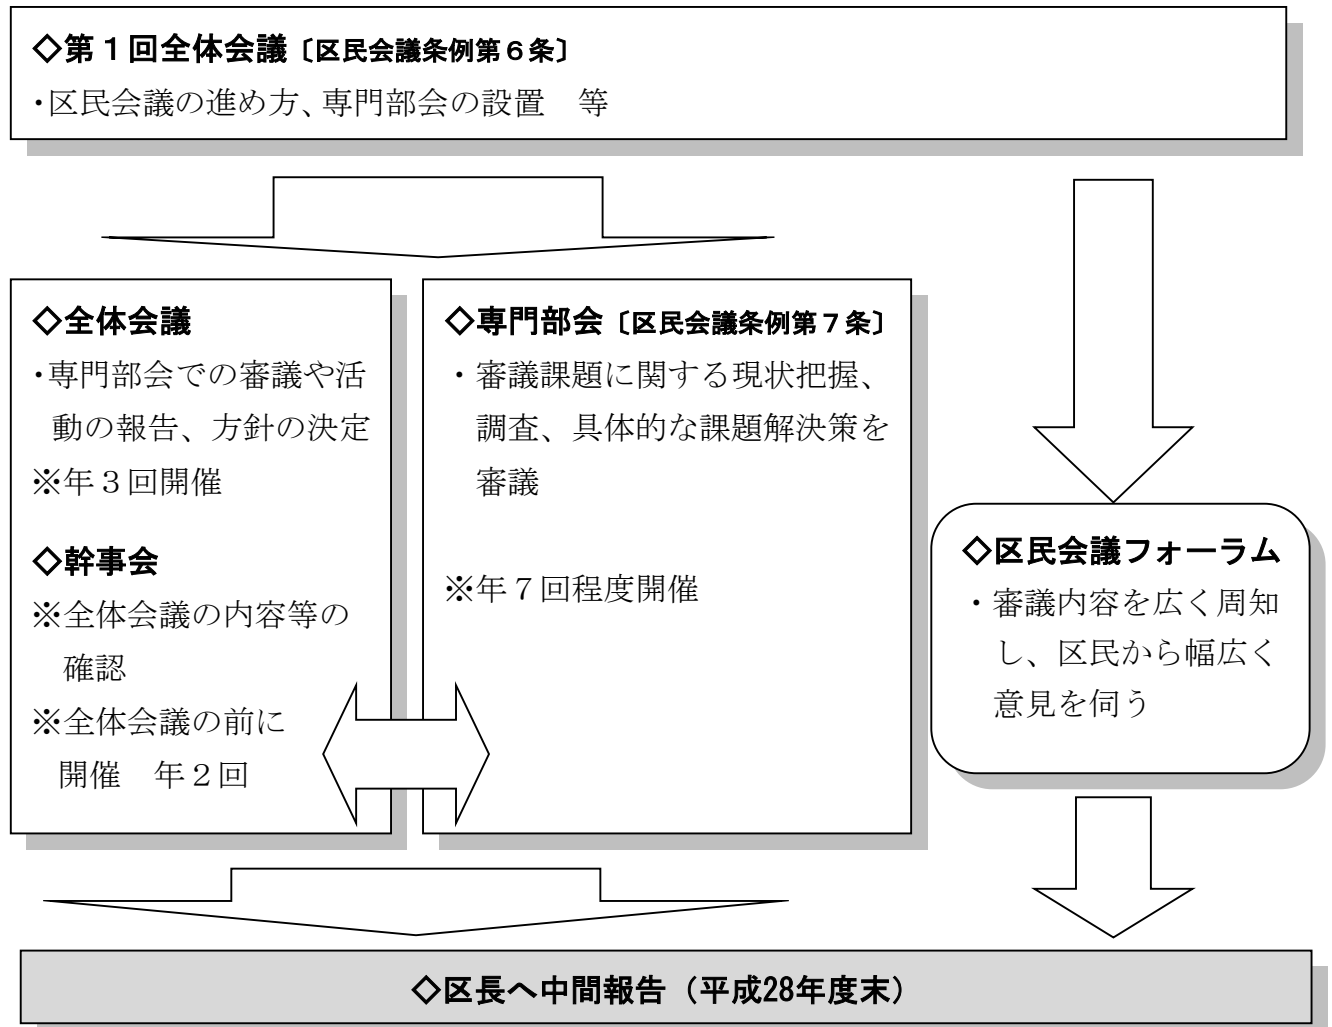 ◇第１回全体会議〔区民会議条例第６条〕
・区民会議の進め方、専門部会の設置　等
◇全体会議
・専門部会での審議や活
動の報告、方針の決定
※年３回開催
◇幹事会
※全体会議の内容等の
確認
※全体会議の前に
開催　年２回
◇専門部会〔区民会議条例第７条〕
・審議課題に関する現状把握、
調査、具体的な課題解決策を
審議
※年７回程度開催
◇区民会議フォーラム
・審議内容を広く周知
し、区民から幅広く
意見を伺う
◇区長へ中間報告（平成28年度末）